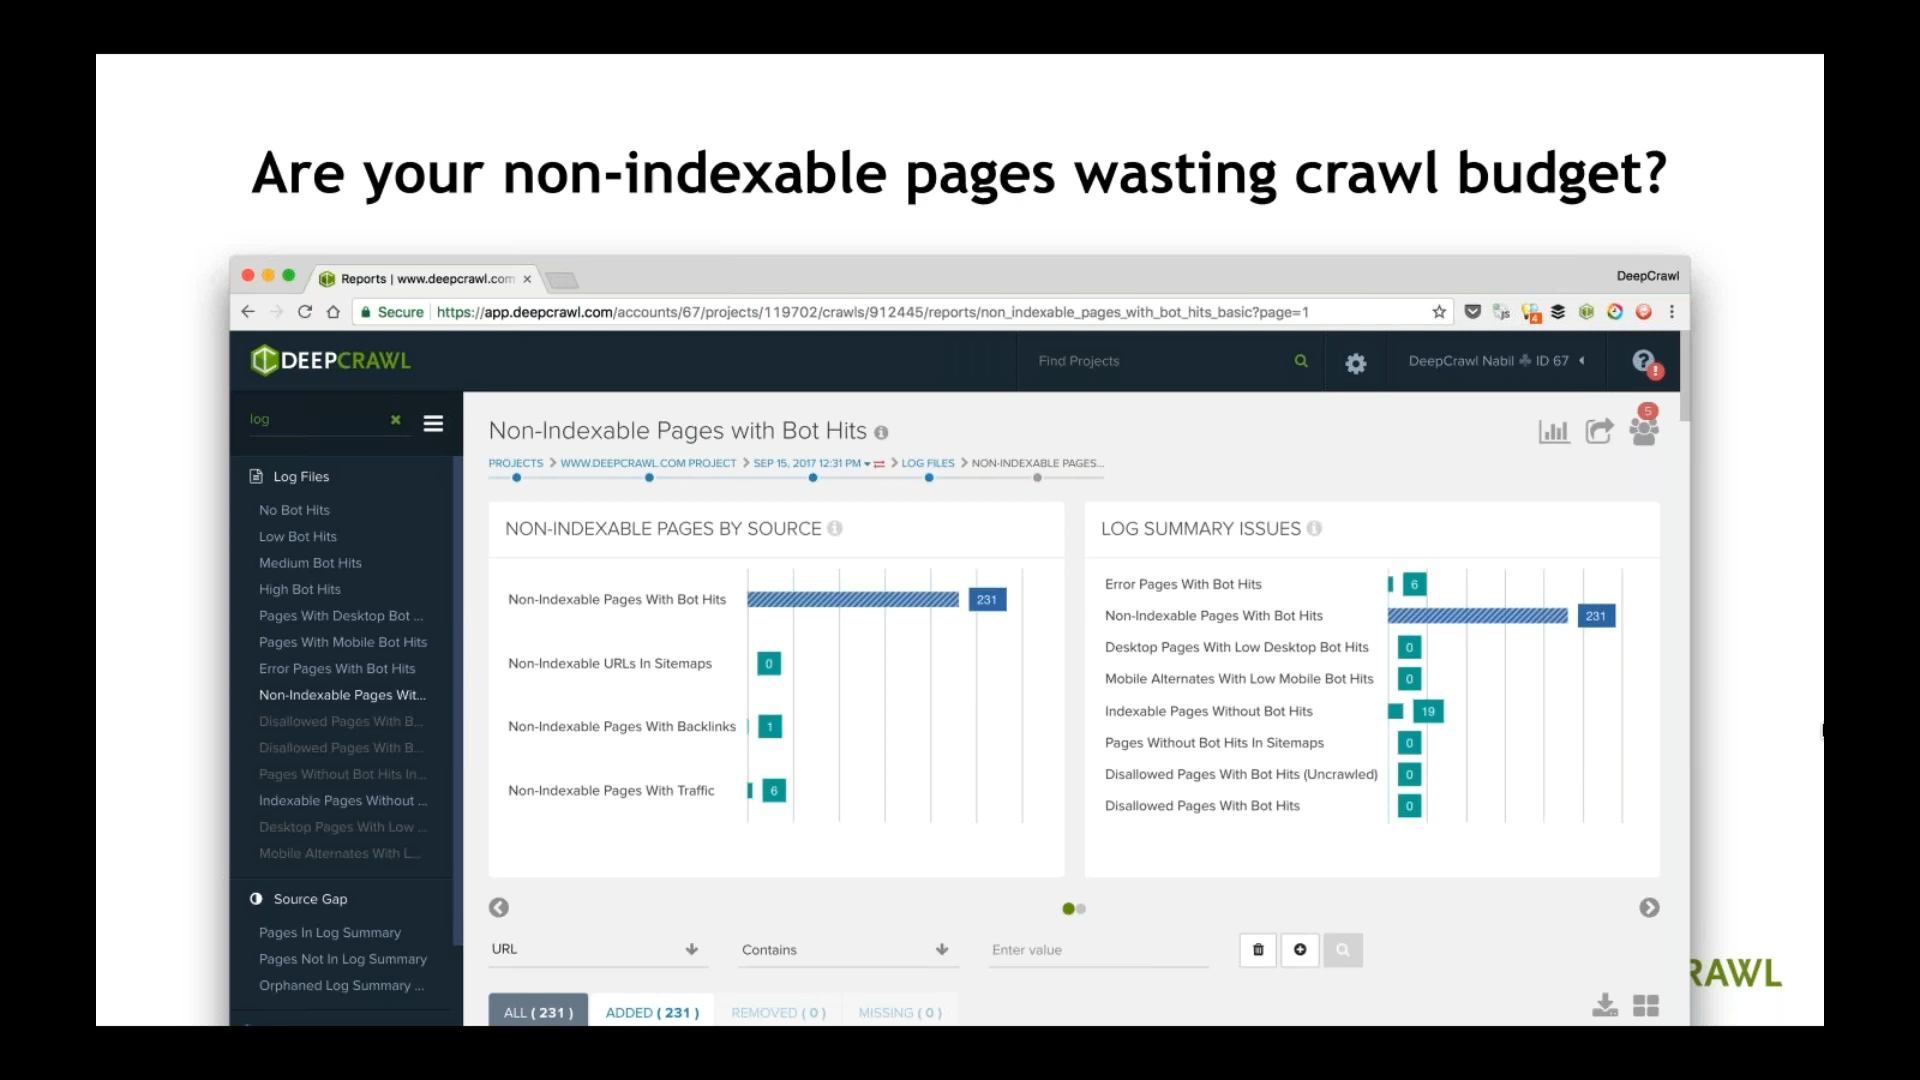 Are your non-indexable pages wasting crawl budget?
Reports | www.deepcrawl.com
DeepCrawl
Secure
https://app.deepcrawl.com/accounts/67/projects/119702/crawls/912445/reports/non_indexable_pages_with_bot_hits_basic?page=1
JS
4
DEEPCRAWL
Find Projects
DeepCrawl Nabil ♣ ID 67
?
!
log
Log Files
No Bot Hits
Low Bot Hits
Medium Bot Hits
High Bot Hits
Pages With Desktop Bot ...
Pages With Mobile Bot Hits
Error Pages With Bot Hits
Non-Indexable Pages Wit...
Disallowed Pages With B...
Disallowed Pages With B...
Pages Without Bot Hits In...
Indexable Pages Without ...
Desktop Pages With Low ...
Mobile Alternates With L...
Source Gap
Pages In Log Summary
Pages Not In Log Summary
Orphaned Log Summary ...
Non-Indexable Pages with Bot Hits
5
PROJECTS > WWW.DEEPCRAWL.COM PROJECT > SEP 15, 2017 12:31 PM > LOG FILES > NON-INDEXABLE PAGES...
NON-INDEXABLE PAGES BY SOURCE
Non-Indexable Pages With Bot Hits 231
Non-Indexable URLs In Sitemaps 0
Non-Indexable Pages With Backlinks 1
Non-Indexable Pages With Traffic 6
LOG SUMMARY ISSUES
Error Pages With Bot Hits 6
Non-Indexable Pages With Bot Hits 231
Desktop Pages With Low Desktop Bot Hits 0
Mobile Alternates With Low Mobile Bot Hits 0
Indexable Pages Without Bot Hits 19
Pages Without Bot Hits In Sitemaps 0
Disallowed Pages With Bot Hits (Uncrawled) 0
Disallowed Pages With Bot Hits 0
URL
Contains
Enter value
ALL ( 231 )
ADDED ( 231 )
REMOVED ( 0 )
MISSING ( 0 )
RAWL